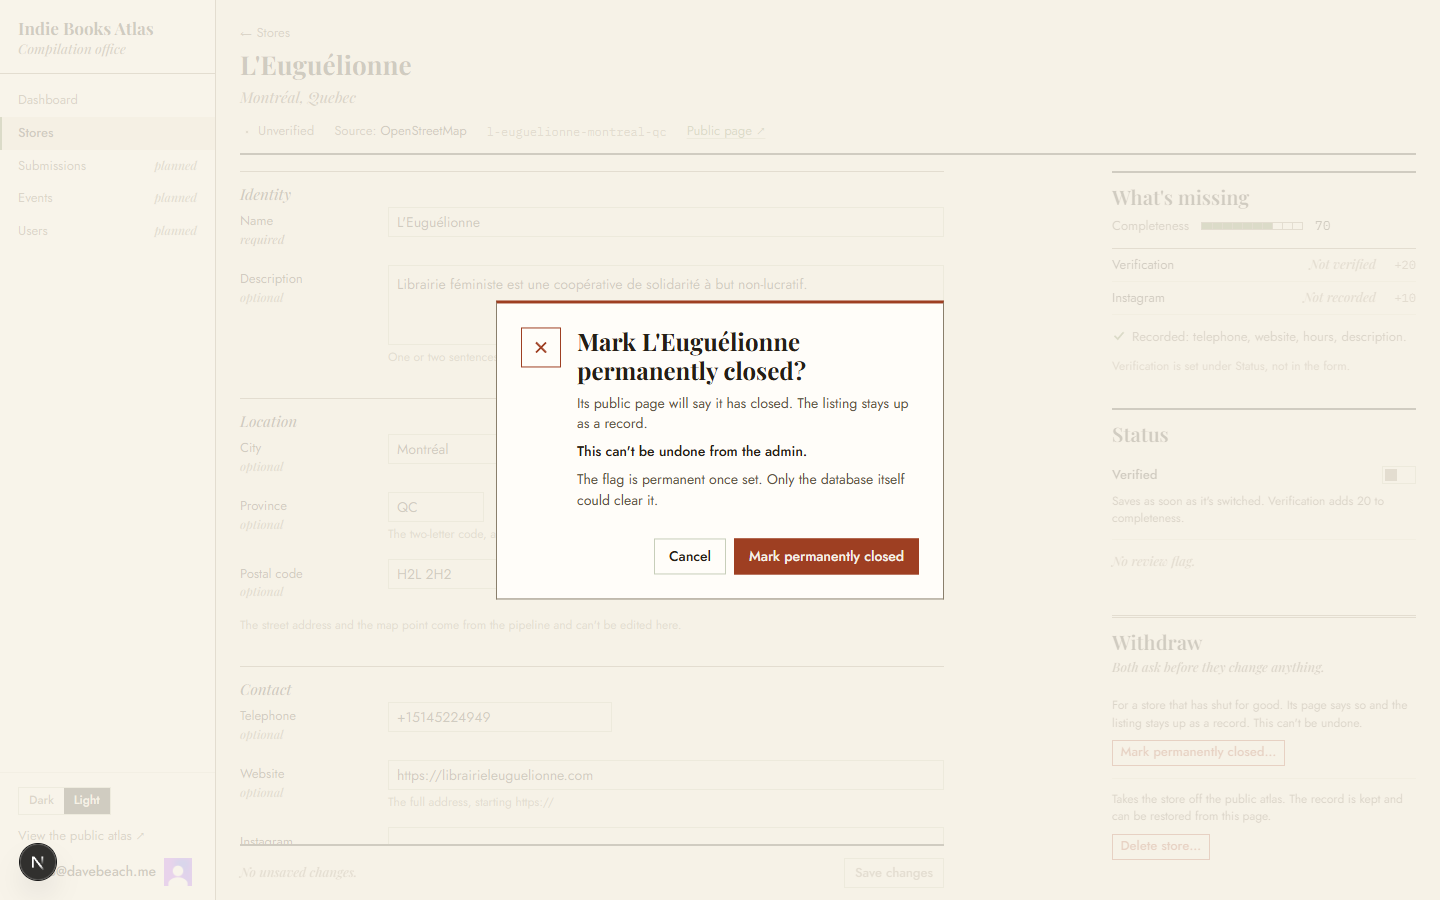 Indie Books Atlas
Compilation office
Dashboard
Stores
Submissions planned
Events planned
Users planned
Dark Light
View the public atlas ↗
N
@davebeach.me
← Stores
L'Euguélionne
Montréal, Quebec
Unverified Source: OpenStreetMap l-euguelionne-montreal-qc Public page ↗
Identity
Name
required
L'Euguélionne
Description
optional
Librairie féministe est une coopérative de solidarité à but non-lucratif.
One or two sentences
Location
City
optional
Montréal
Province
optional
QC
The two-letter code,
Postal code
optional
H2L 2H2
The street address and the map point come from the pipeline and can't be edited here.
Contact
Telephone
optional
+15145224949
Website
optional
https://librairieleuguelionne.com
The full address, starting https://
Instagram
No unsaved changes.
Save changes
Mark L'Euguélionne
permanently closed?
Its public page will say it has closed. The listing stays up
as a record.
This can't be undone from the admin.
The flag is permanent once set. Only the database itself
could clear it.
Cancel
Mark permanently closed
What's missing
Completeness 70
Verification Not verified +20
Instagram Not recorded +10
✓ Recorded: telephone, website, hours, description.
Verification is set under Status, not in the form.
Status
Verified
Saves as soon as it's switched. Verification adds 20 to
completeness.
No review flag.
Withdraw
Both ask before they change anything.
For a store that has shut for good. Its page says so and the
listing stays up as a record. This can't be undone.
Mark permanently closed...
Takes the store off the public atlas. The record is kept and
can be restored from this page.
Delete store...